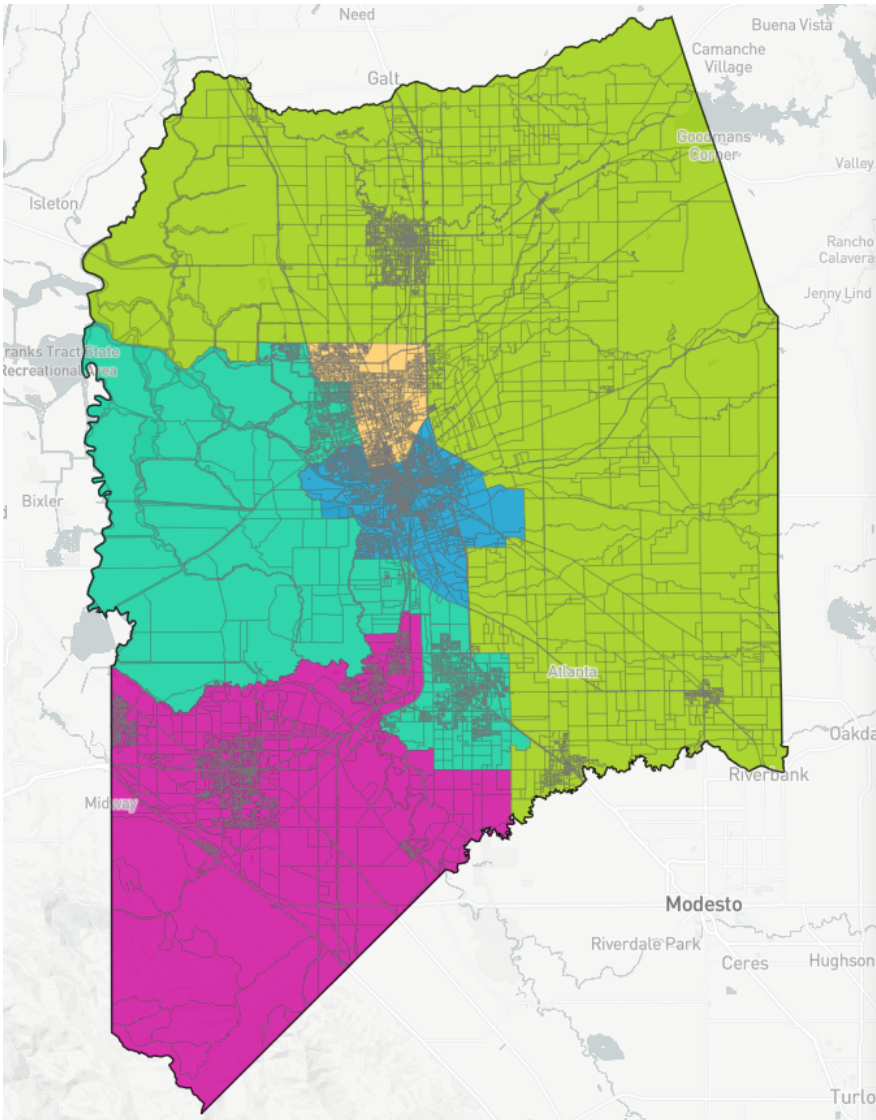 Need
Buena Vista
Camanche
Village
Galt
Goodmans
Corner
Valley
Isleton
Rancho
Calavera
Jenny Lind
ranks Tract State
Recreational Area
Bixler
Atlanta
Oakda
Riverbank
Midway
Modesto
Riverdale Park
Ceres
Hughson
Turlo